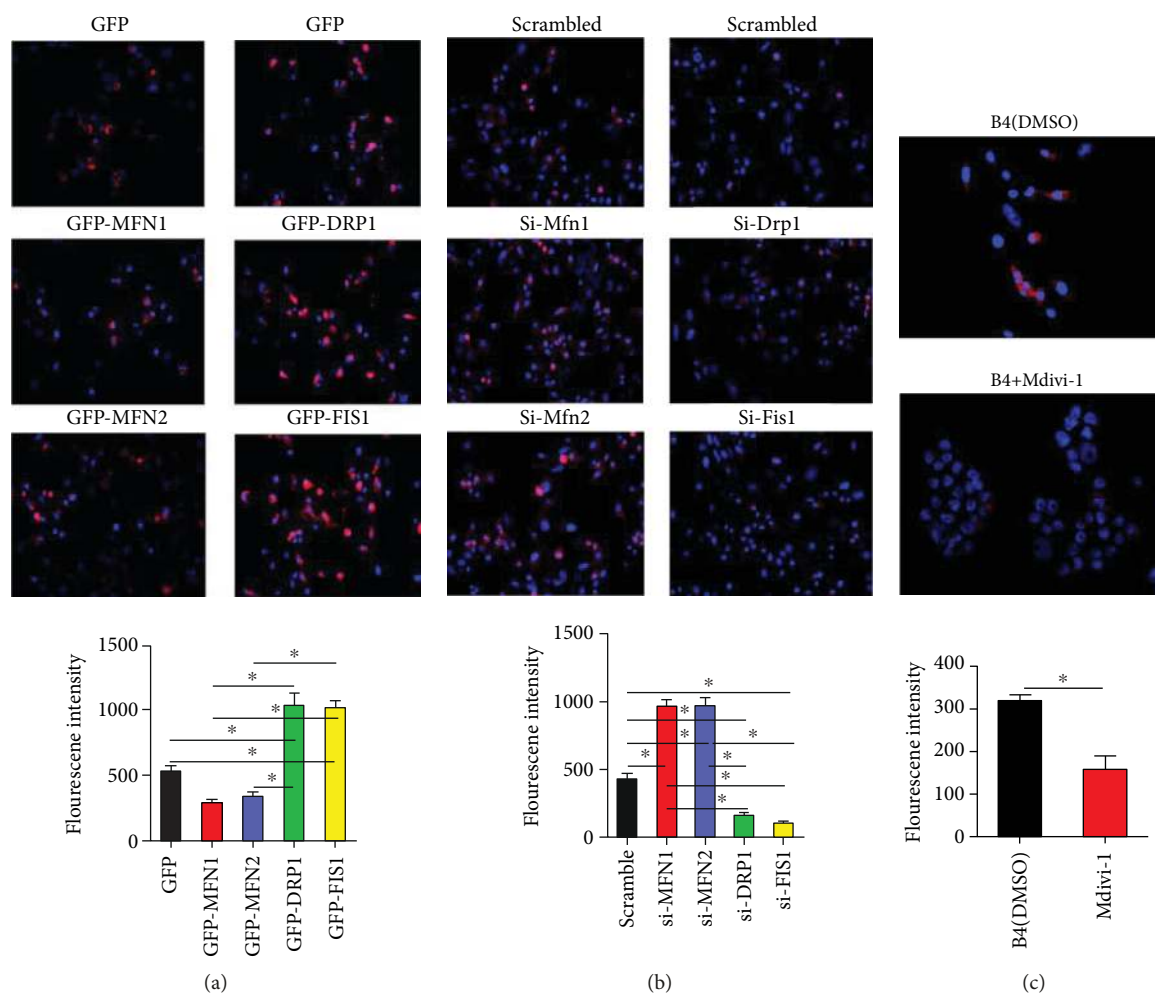 GFP GFP Scrambled Scrambled
B4(DMSO)
GFP-MFN1 GFP-DRP1 Si-Mfn1 Si-Drp1
B4+Mdivi-1
GFP-MFN2 GFP-FIS1 Si-Mfn2 Si-Fis1
Flourescene intensity
1500
1000
500
0
*
*
*
*
*
*
GFP
GFP-MFN1
GFP-MFN2
GFP-DRP1
GFP-FIS1
(a)
Flourescene intensity
1500
1000
500
0
*
*
*
*
*
*
*
*
Scramble
si-MFN1
si-MFN2
si-DRP1
si-FIS1
(b)
Flourescene intensity
400
300
200
100
0
*
B4(DMSO)
Mdivi-1
(c)